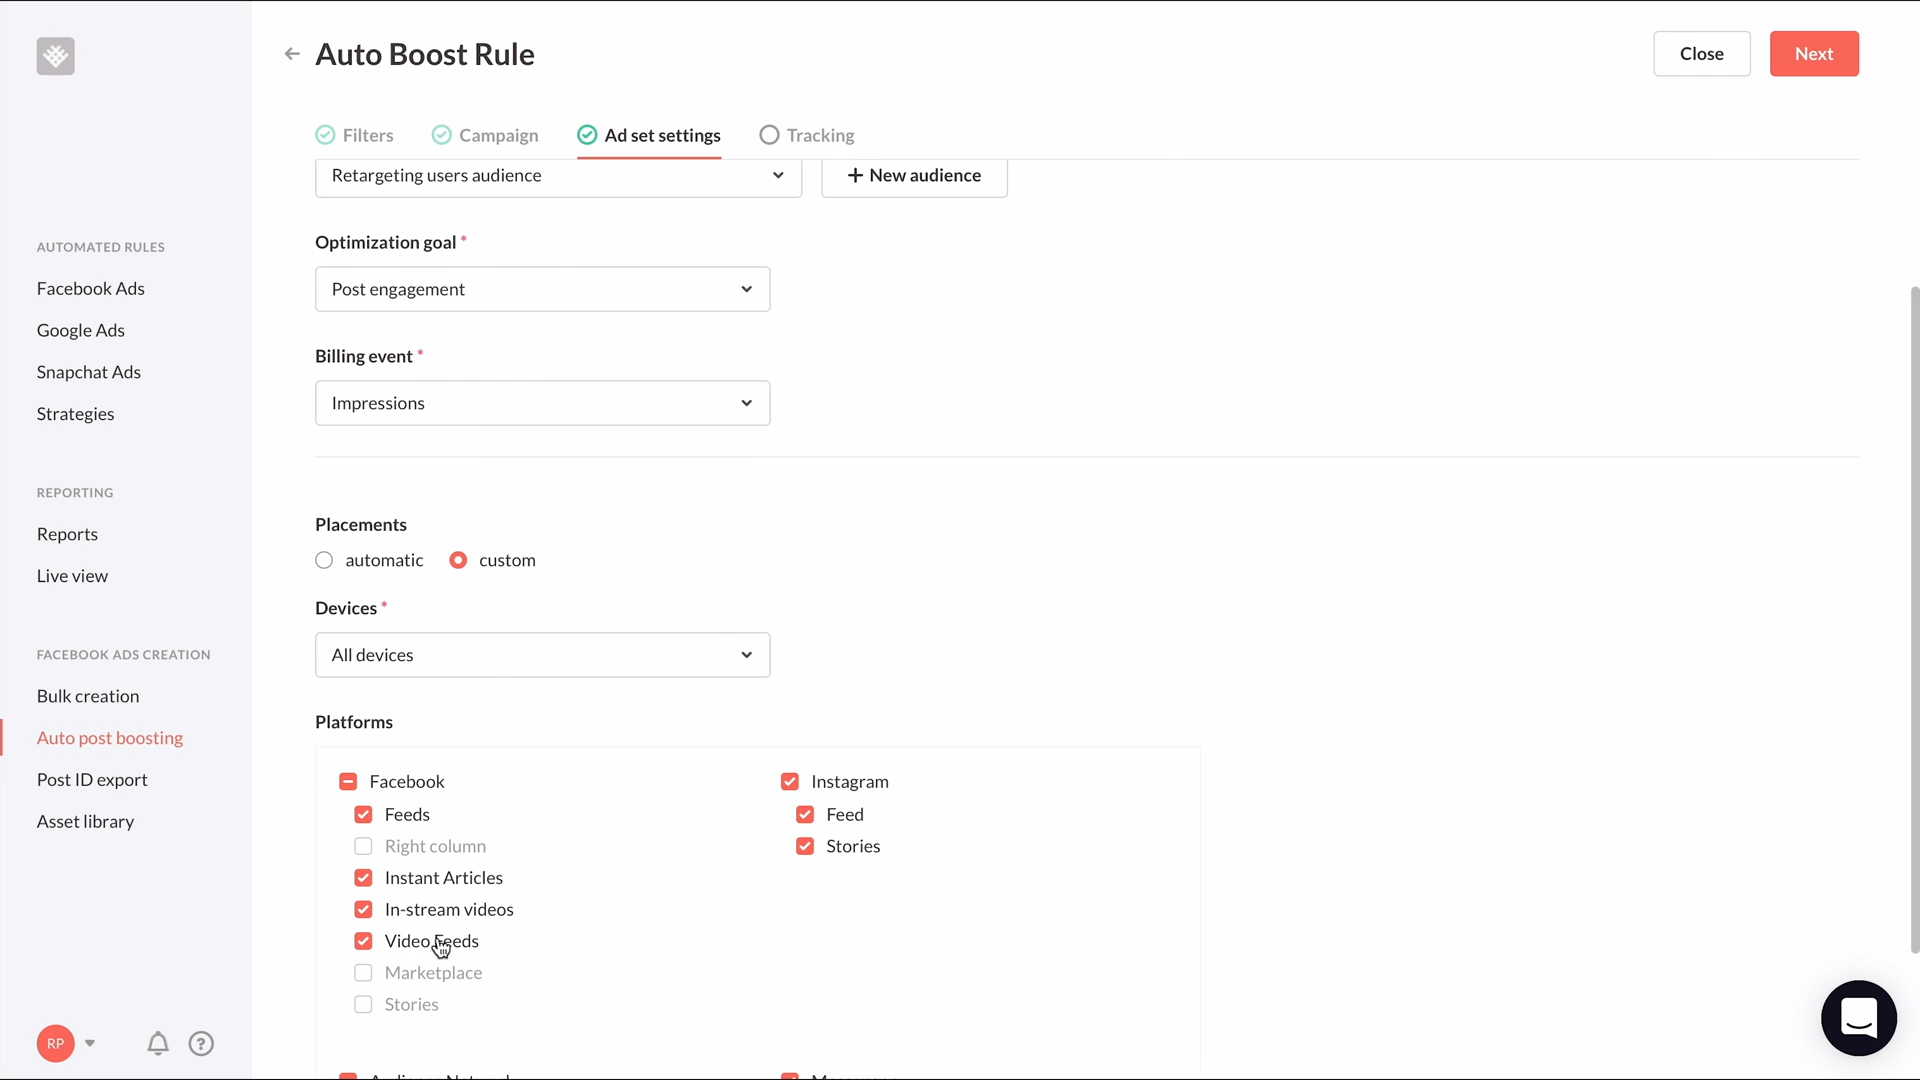 Auto Boost Rule
Close
Next
Filters
Campaign
Ad set settings
Tracking
Retargeting users audience
New audience
AUTOMATED RULES
Facebook Ads
Google Ads
Snapchat Ads
Strategies
REPORTING
Reports
Live view
FACEBOOK ADS CREATION
Bulk creation
Auto post boosting
Post ID export
Asset library
RP
Optimization goal *
Post engagement
Billing event *
Impressions
Placements
automatic
custom
Devices *
All devices
Platforms
Facebook
Feeds
Right column
Instant Articles
In-stream videos
Video Feeds
Marketplace
Stories
Instagram
Feed
Stories